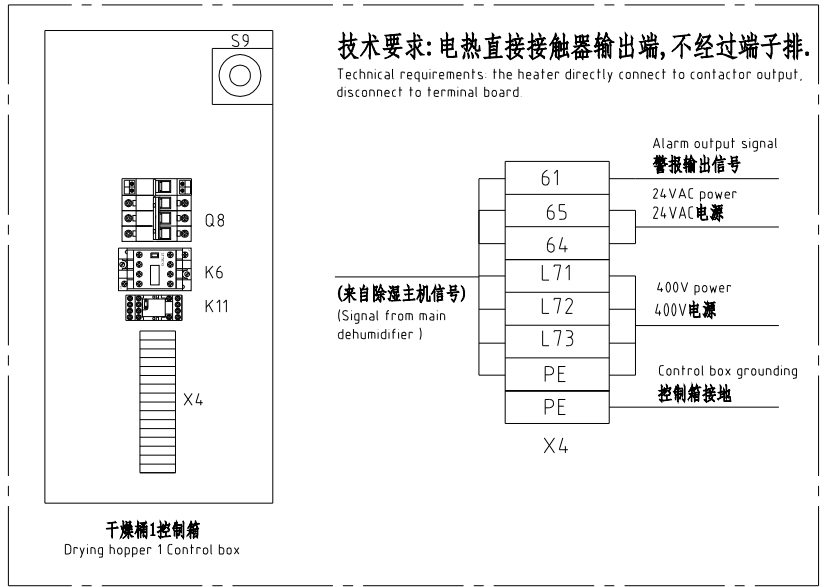 S9
Q8
K6
K11
X4
干燥桶1控制箱
Drying hopper 1 Control box
技术要求: 电热直接接触器输出端, 不经过端子排.
Technical requirements: the heater directly connect to contactor output,
disconnect to terminal board.
(来自除湿主机信号)
(Signal from main
dehumidifier )
61
65
64
L71
L72
L73
PE
PE
X4
Alarm output signal
警报输出信号
24VAC power
24VAC电源
400V power
400V电源
Control box grounding
控制箱接地